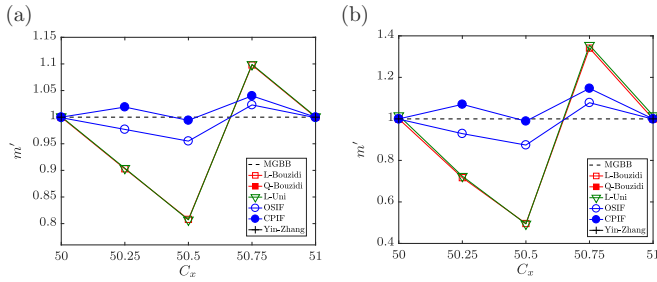 (a)
1.15
1.1
1.05
1
0.95
0.9
0.85
0.8
m′
50
50.25
50.5
50.75
51
C_x
MGBB
L-Bouzidi
Q-Bouzidi
L-Uni
OSIF
CPIF
Yin-Zhang
(b)
1.4
1.2
1
0.8
0.6
0.4
m′
50
50.25
50.5
50.75
51
C_x
MGBB
L-Bouzidi
Q-Bouzidi
L-Uni
OSIF
CPIF
Yin-Zhang